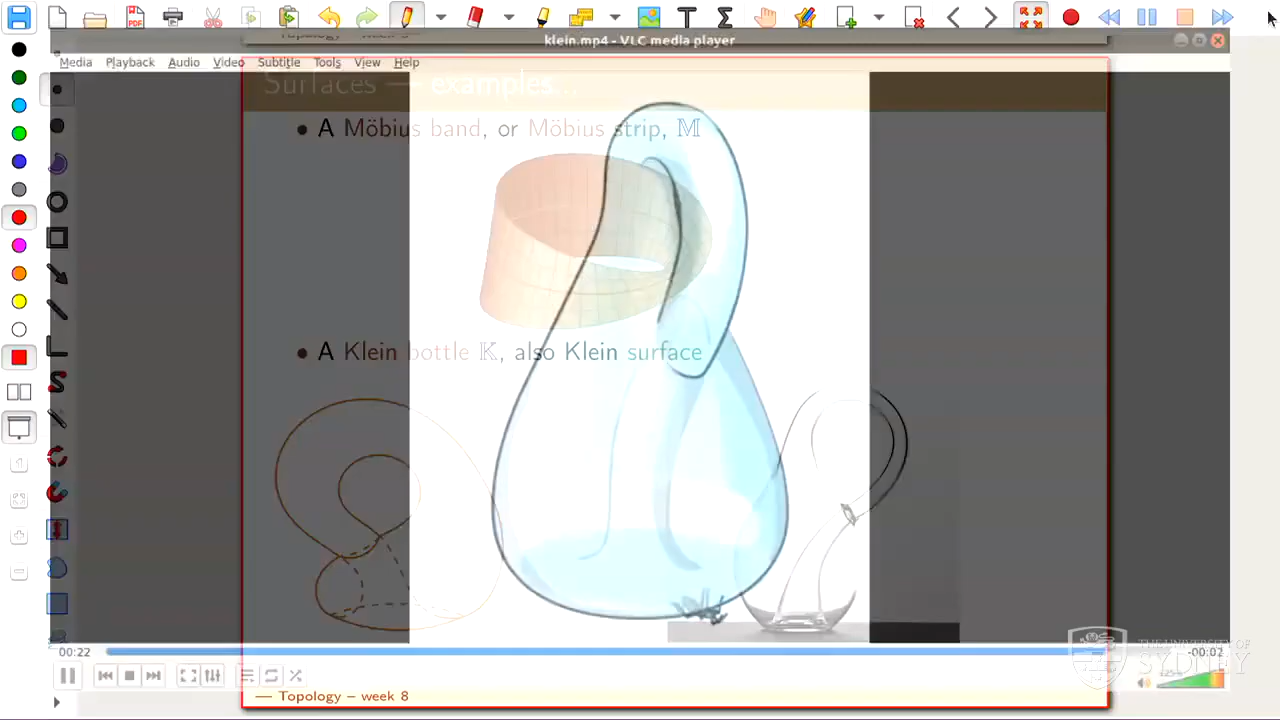 klein.mp4 - VLC media player
Media Playback Audio Video Subtitle Tools View Help
Surfaces — examples...
• A Möbius band, or Möbius strip, 𝕄
• A Klein bottle 𝕂, also Klein surface
00:22
-00:02
THE UNIVERSITY OF
SYDNEY
— Topology – week 8